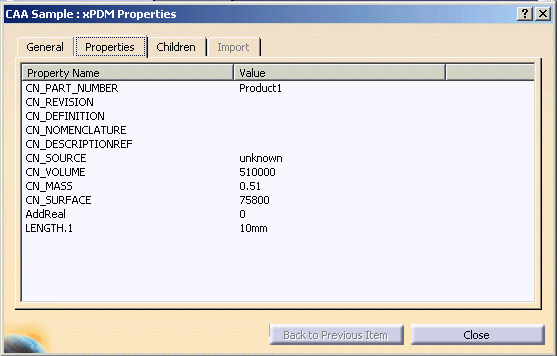 CAA Sample : xPDM Properties
General Properties Children Import
Property Name Value
CN_PART_NUMBER Product1
CN_REVISION
CN_DEFINITION
CN_NOMENCLATURE
CN_DESCRIPTIONREF
CN_SOURCE unknown
CN_VOLUME 510000
CN_MASS 0.51
CN_SURFACE 75800
AddReal 0
LENGTH.1 10mm
Back to Previous Item Close